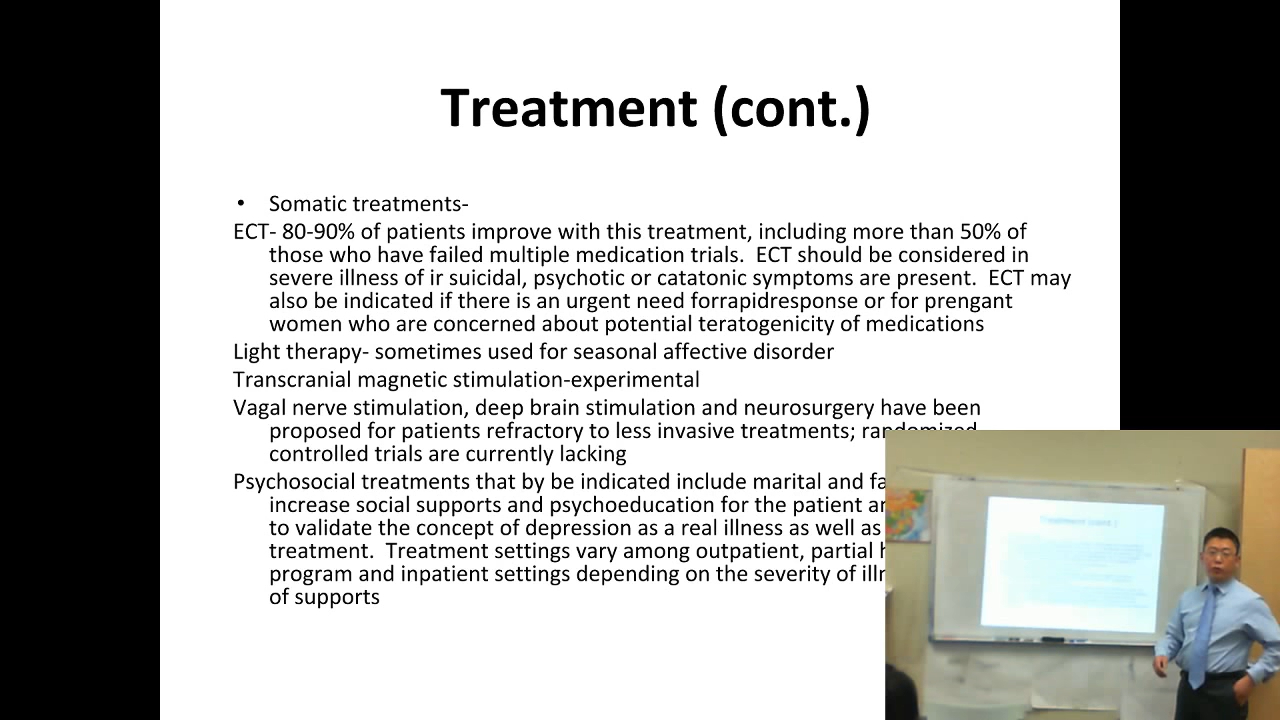 Treatment (cont.)
• Somatic treatments-
ECT- 80-90% of patients improve with this treatment, including more than 50% of
those who have failed multiple medication trials. ECT should be considered in
severe illness of ir suicidal, psychotic or catatonic symptoms are present. ECT may
also be indicated if there is an urgent need forrapidresponse or for prengant
women who are concerned about potential teratogenicity of medications
Light therapy- sometimes used for seasonal affective disorder
Transcranial magnetic stimulation-experimental
Vagal nerve stimulation, deep brain stimulation and neurosurgery have been
proposed for patients refractory to less invasive treatments; randomized
controlled trials are currently lacking
Psychosocial treatments that by be indicated include marital and
increase social supports and psychoeducation for the patient
to validate the concept of depression as a real illness as well as
treatment. Treatment settings vary among outpatient, partial
program and inpatient settings depending on the severity of
of supports
Treatment (cont.)